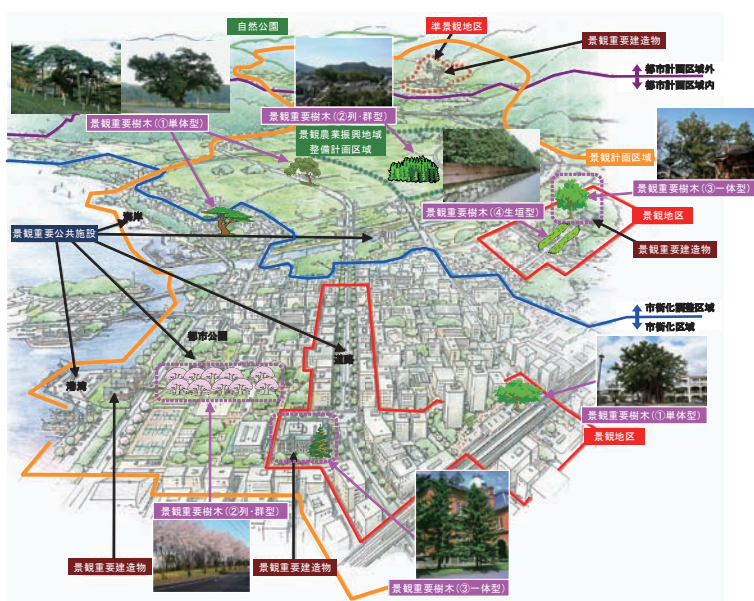 自然公園
準景観地区
景観重要建造物
都市計画区域外
都市計画区域内
景観重要樹木(①単体型)
景観重要樹木(②列・群型)
景観農業振興地域
整備計画区域
景観計画区域
景観重要樹木(③一体型)
景観重要樹木(④生垣型)
景観地区
海岸
景観重要公共施設
景観重要建造物
市街化調整区域
市街化区域
都市公園
道路
港湾
景観重要樹木(①単体型)
景観地区
景観重要樹木(②列・群型)
景観重要建造物
景観重要建造物
景観重要樹木(③一体型)